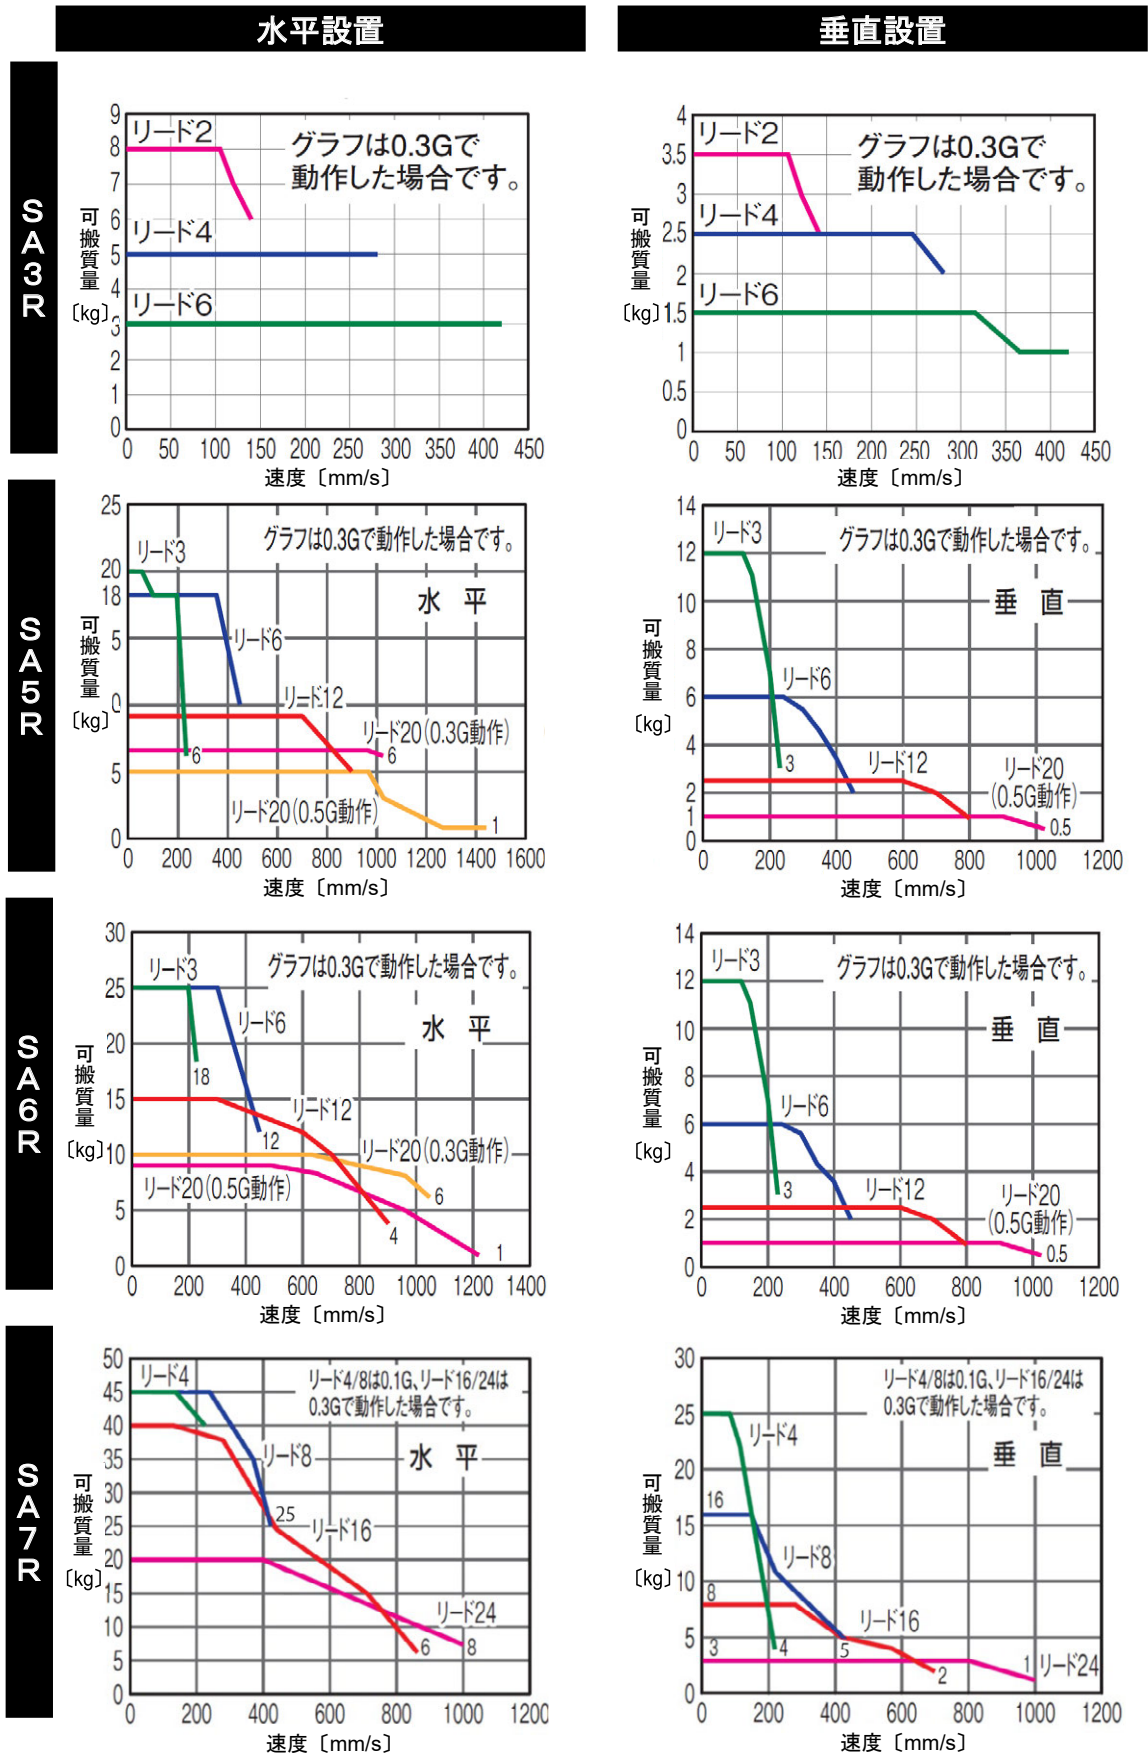 水平設置
垂直設置
SA3R
9
8
7
6
5
4
3
2
1
0
リード2
リード4
リード6
グラフは0.3Gで
動作した場合です。
可搬質量
〔kg〕
0 50 100 150 200 250 300 350 400 450
速度〔mm/s〕
4
3.5
3
2.5
2
1.5
1
0.5
0
リード2
リード4
リード6
グラフは0.3Gで
動作した場合です。
可搬質量
〔kg〕
0 50 100 150 200 250 300 350 400 450
速度〔mm/s〕
SA5R
25
20
18
5
0
5
0
リード3
グラフは0.3Gで動作した場合です。
水 平
リード6
リード12
リード20(0.3G動作)
6
6
リード20(0.5G動作)
1
可搬質量
〔kg〕
0 200 400 600 800 1000 1200 1400 1600
速度〔mm/s〕
14
12
10
8
6
4
2
1
0
リード3
グラフは0.3Gで動作した場合です。
垂 直
リード6
3
リード12
リード20
(0.5G動作)
0.5
可搬質量
〔kg〕
0 200 400 600 800 1000 1200
速度〔mm/s〕
SA6R
30
25
20
15
10
5
0
リード3
グラフは0.3Gで動作した場合です。
水 平
リード6
18
リード12
12
リード20(0.3G動作)
リード20(0.5G動作)
6
4
1
可搬質量
〔kg〕
0 200 400 600 800 1000 1200 1400
速度〔mm/s〕
14
12
10
8
6
4
2
0
リード3
グラフは0.3Gで動作した場合です。
垂 直
リード6
3
リード12
リード20
(0.5G動作)
0.5
可搬質量
〔kg〕
0 200 400 600 800 1000 1200
速度〔mm/s〕
SA7R
50
45
40
35
30
25
20
15
10
5
0
リード4
リード4/8は0.1G、リード16/24は
0.3Gで動作した場合です。
水 平
リード8
25
リード16
リード24
6
8
可搬質量
〔kg〕
0 200 400 600 800 1000 1200
速度〔mm/s〕
30
25
20
15
10
5
0
リード4/8は0.1G、リード16/24は
0.3Gで動作した場合です。
リード4
垂 直
16
リード8
8
リード16
3
4
5
2
1
リード24
可搬質量
〔kg〕
0 200 400 600 800 1000 1200
速度〔mm/s〕